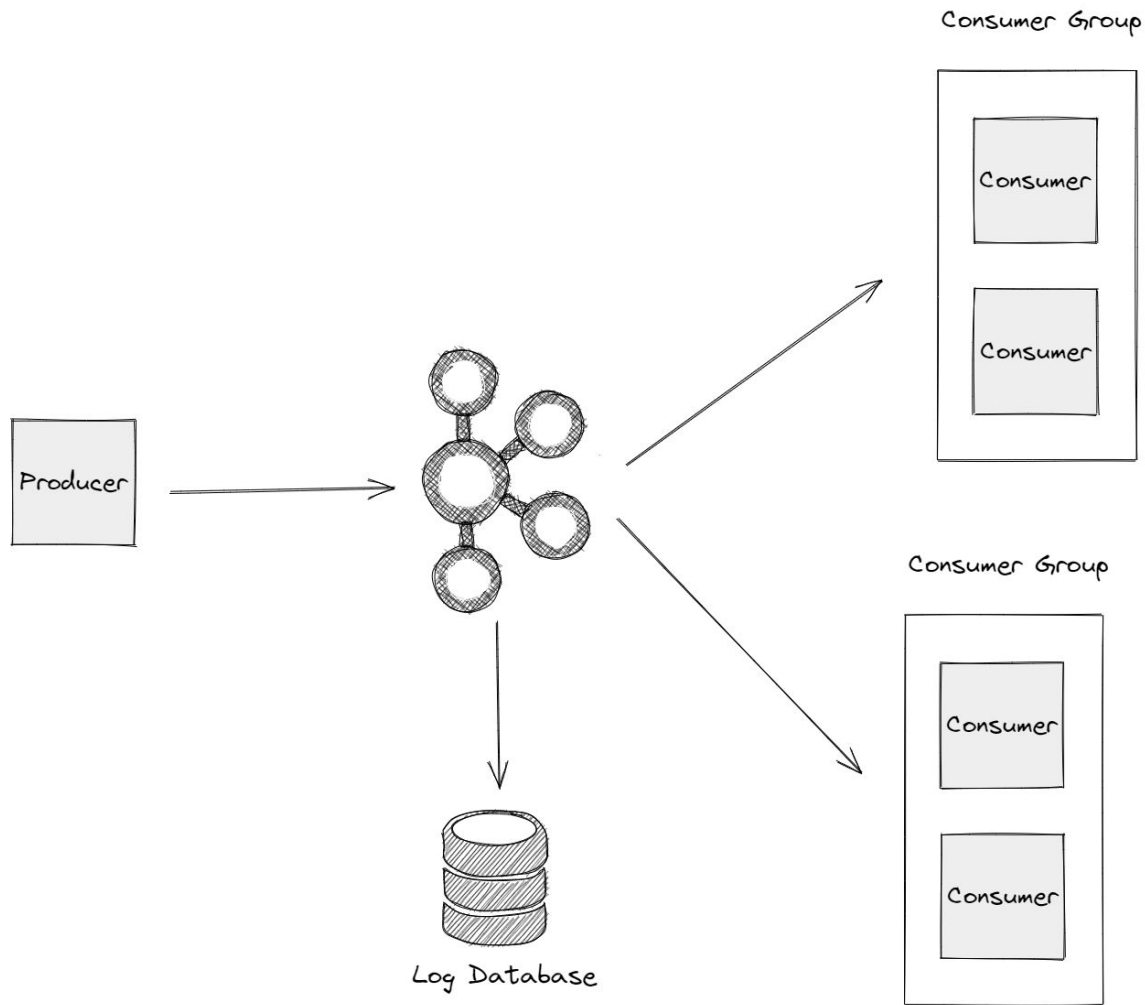 Consumer Group
Consumer
Consumer
Producer
Consumer Group
Consumer
Consumer
Log Database